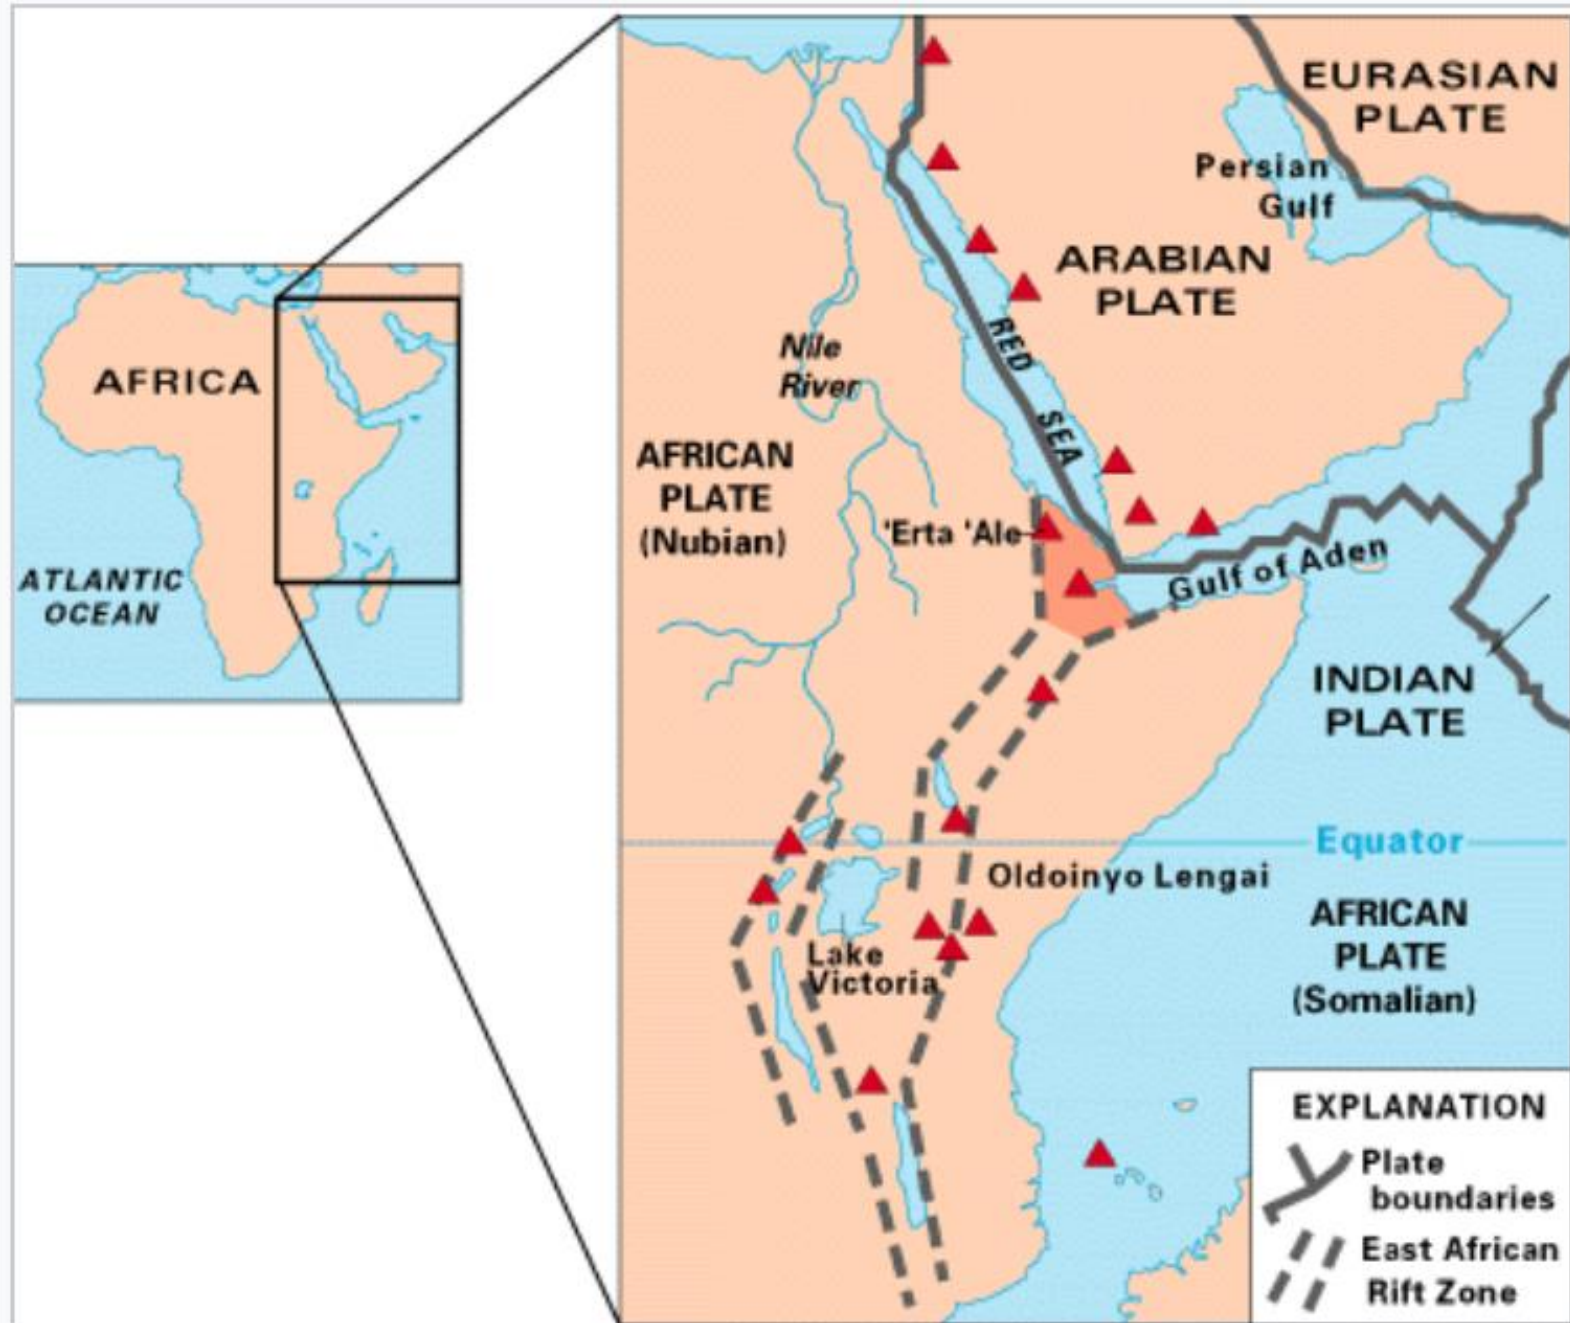 AFRICA
ATLANTIC
OCEAN
EURASIAN
PLATE
Persian
Gulf
ARABIAN
PLATE
RED
SEA
Nile
River
AFRICAN
PLATE
(Nubian)
'Erta 'Ale
Gulf of Aden
INDIAN
PLATE
Equator
Oldoinyo Lengai
AFRICAN
PLATE
(Somalian)
Lake
Victoria
EXPLANATION
Plate
boundaries
East African
Rift Zone